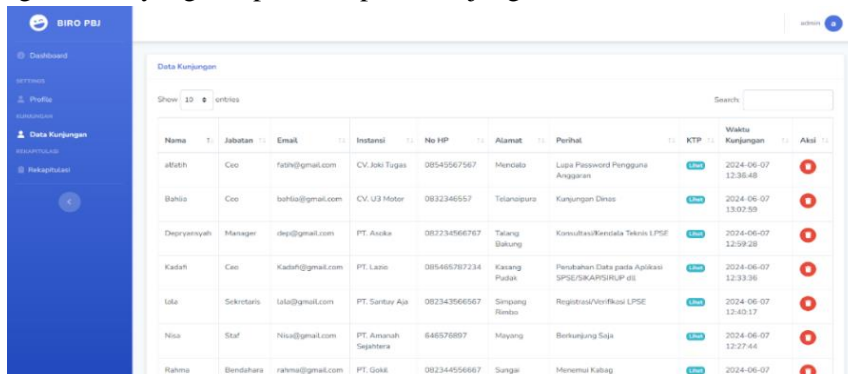 BIRO PBJ
admin a
Dashboard
Data Kunjungan
SETTINGS
Profile
Show 10 entries Search:
KUNJUNGAN
Data Kunjungan
REKAPITULASI
Rekapitulasi
Nama Jabatan Email Instansi No HP Alamat Perihal KTP Waktu Kunjungan Aksi
alfatih Ceo fatih@gmail.com CV. Joki Tugas 08545567567 Mendalo Lupa Password Pengguna Anggaran Lihat 2024-06-07 12:36:48
Bahlia Ceo bahlia@gmail.com CV. U3 Motor 0832346557 Telanaipura Kunjungan Dinas Lihat 2024-06-07 13:02:59
Depryansyah Manager dep@gmail.com PT. Asoka 082234566767 Talang Bakung Konsultasi/Kendala Teknis LPSE Lihat 2024-06-07 12:59:28
Kadafi Ceo Kadafi@gmail.com PT. Lazio 085465787234 Kasang Pudak Perubahan Data pada Aplikasi SPSE/SIKAP/SIRUP dll Lihat 2024-06-07 12:33:36
lala Sekretaris lala@gmail.com PT. Santuy Aja 082343566567 Simpang Rimbo Registrasi/Verifikasi LPSE Lihat 2024-06-07 12:40:17
Nisa Staf Nisa@gmail.com PT. Amanah Sejahtera 646576897 Mayang Berkunjung Saja Lihat 2024-06-07 12:27:44
Rahma Bendahara rahma@gmail.com PT. Gokil 082344556667 Sungai Menemui Kabag Lihat 2024-06-07